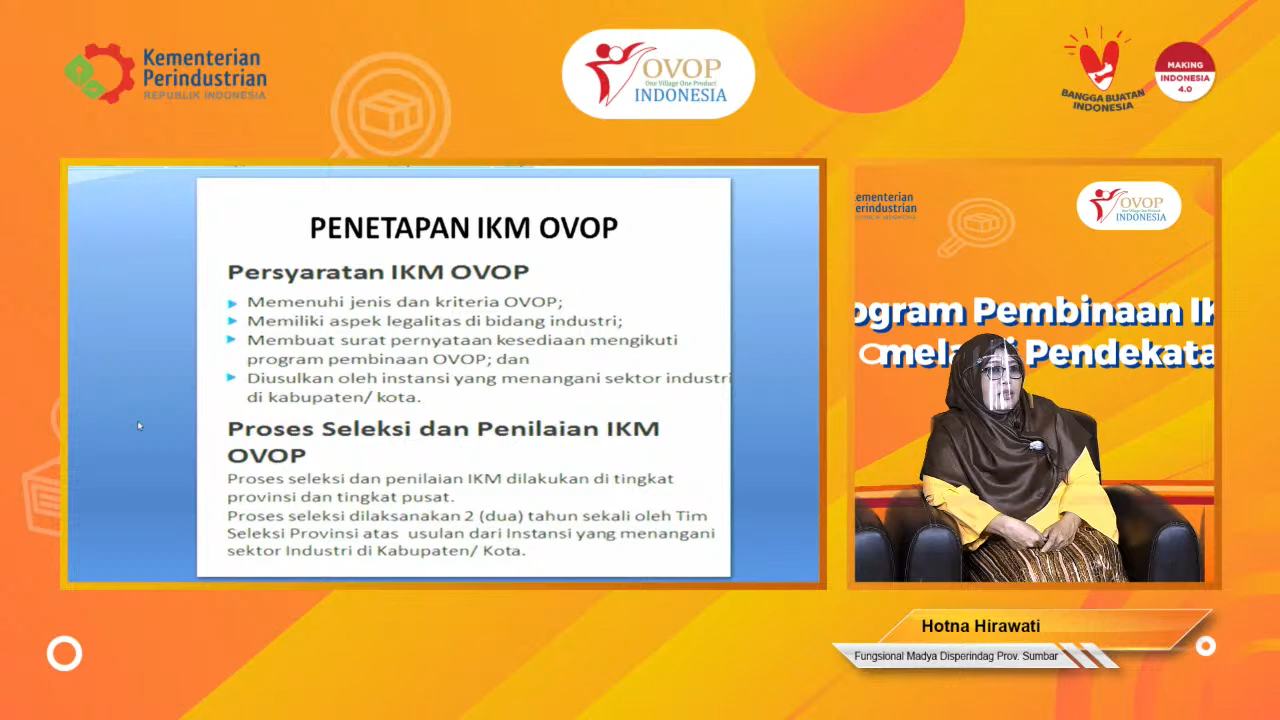 Kementerian
Perindustrian
REPUBLIK INDONESIA
OVOP
One Village One Product
INDONESIA
BANGGA BUATAN
INDONESIA
MAKING
INDONESIA
4.0
PENETAPAN IKM OVOP
Persyaratan IKM OVOP
Memenuhi jenis dan kriteria OVOP;
Memiliki aspek legalitas di bidang industri;
Membuat surat pernyataan kesediaan mengikuti
program pembinaan OVOP; dan
Diusulkan oleh instansi yang menangani sektor industri
di kabupaten/ kota.
Proses Seleksi dan Penilaian IKM
OVOP
Proses seleksi dan penilaian IKM dilakukan di tingkat
provinsi dan tingkat pusat.
Proses seleksi dilaksanakan 2 (dua) tahun sekali oleh Tim
Seleksi Provinsi atas usulan dari Instansi yang menangani
sektor Industri di Kabupaten/ Kota.
ementerian
erindustrian
OVOP
INDONESIA
ogram Pembinaan IK
Pendekata
Hotna Hirawati
Fungsional Madya Disperindag Prov. Sumbar